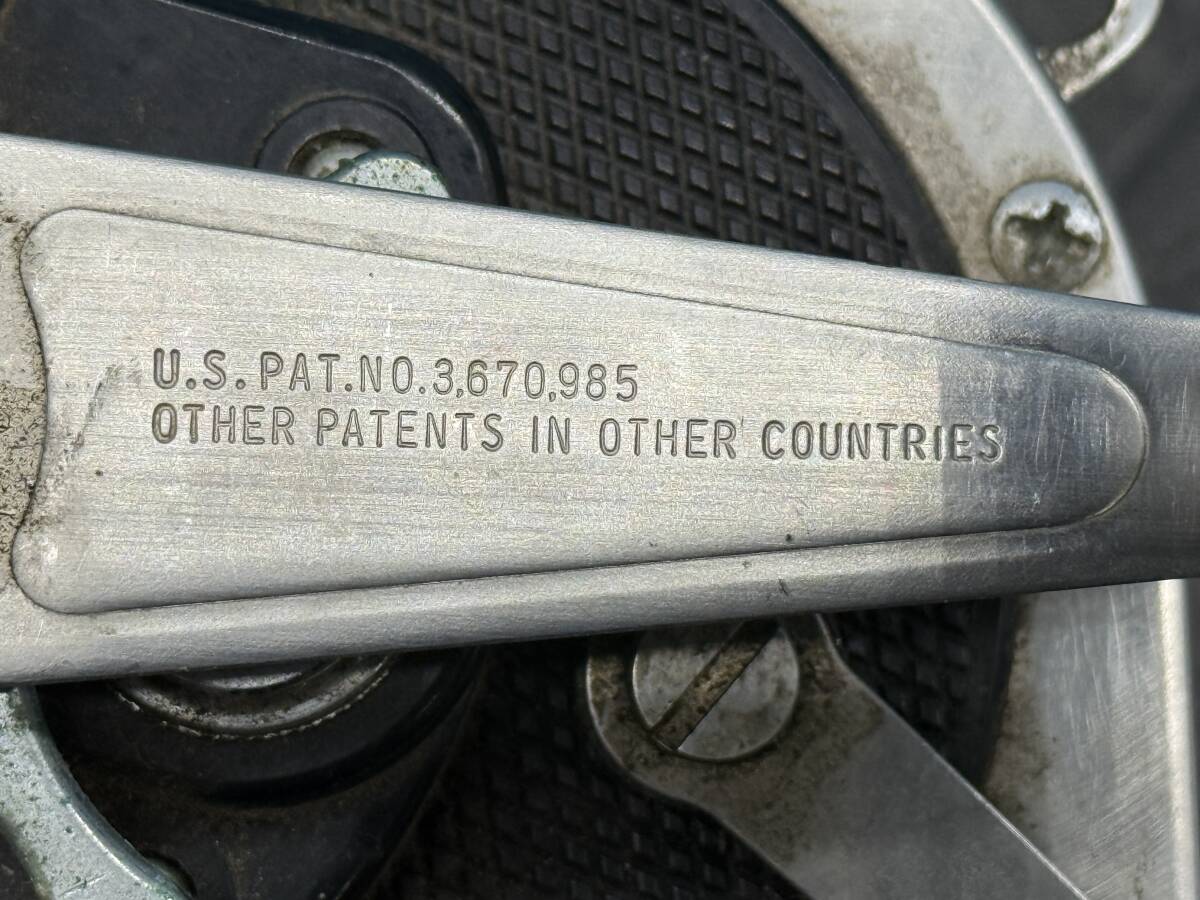 U.S. PAT.NO.3,670,985
OTHER PATENTS IN OTHER COUNTRIES